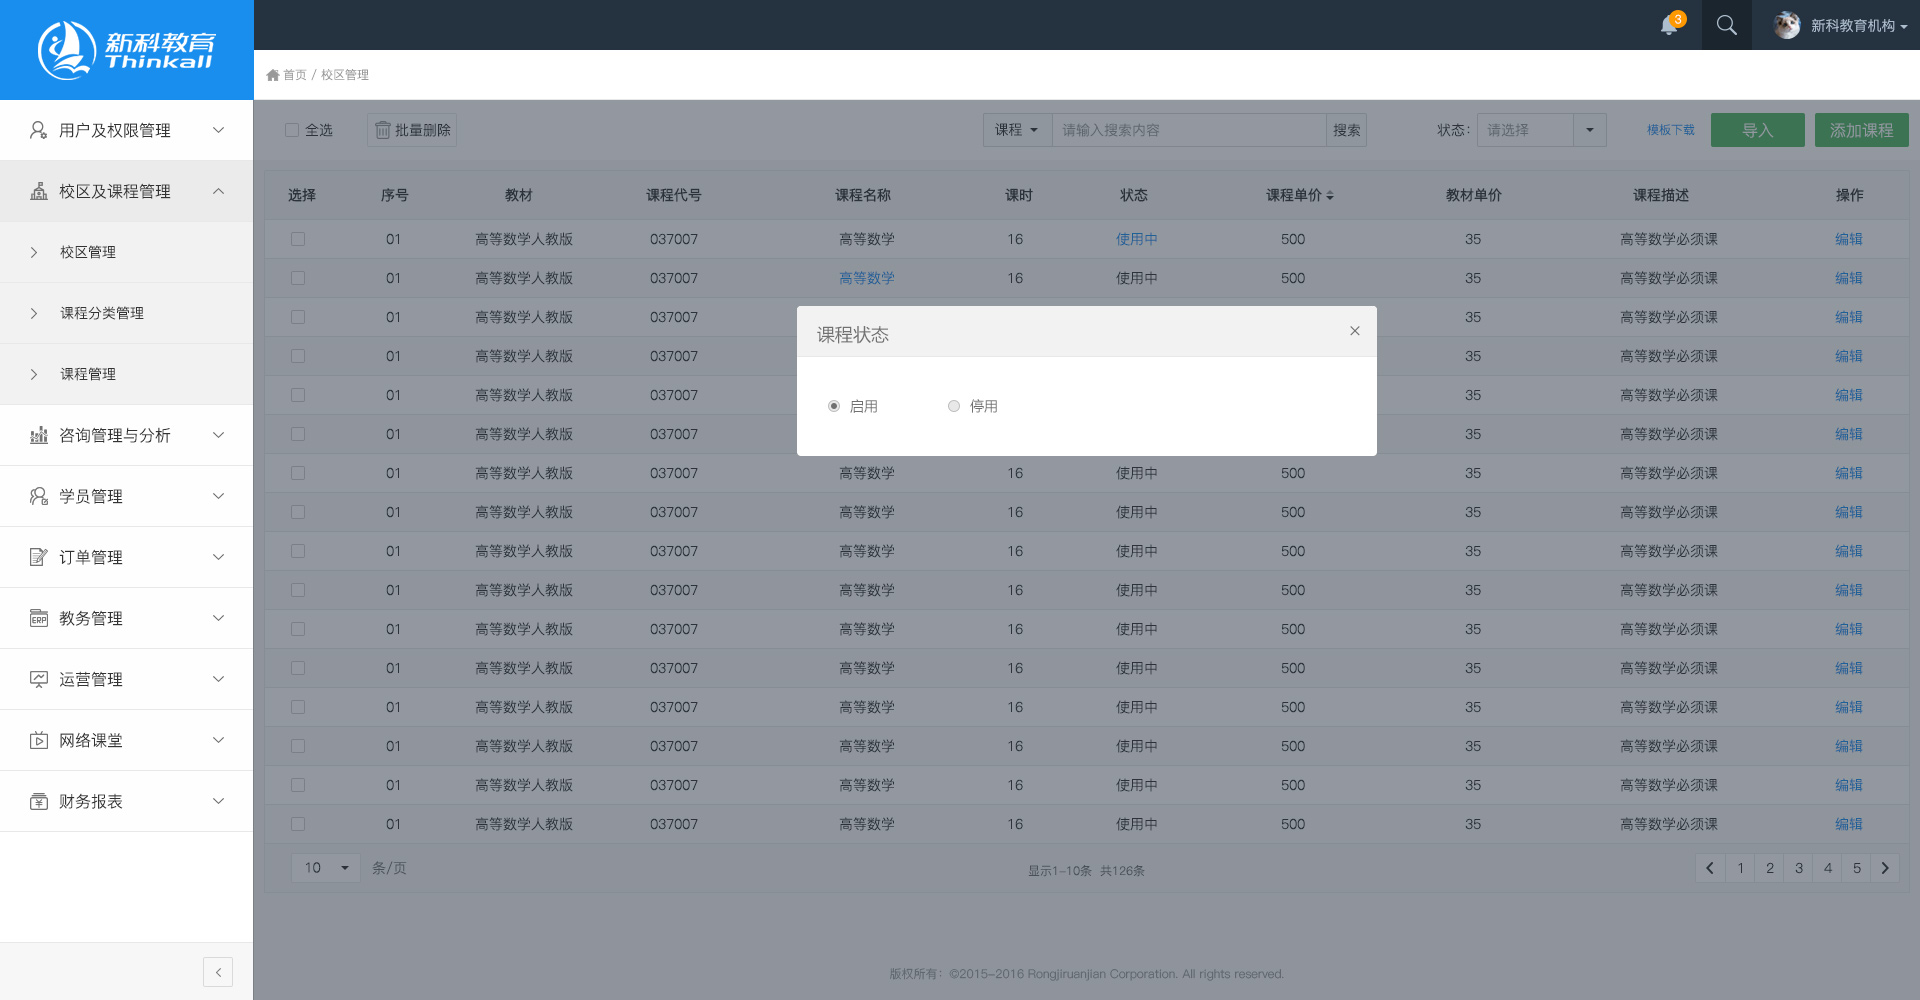 新科教育
Thinkall
3
新科教育机构
首页 / 校区管理
用户及权限管理
校区及课程管理
校区管理
课程分类管理
课程管理
咨询管理与分析
学员管理
订单管理
ERP
教务管理
运营管理
网络课堂
财务报表
全选 批量删除 课程 请输入搜索内容 搜索 状态: 请选择 模板下载 导入 添加课程
选择 序号 教材 课程代号 课程名称 课时 状态 课程单价 教材单价 课程描述 操作
01 高等数学人教版 037007 高等数学 16 使用中 500 35 高等数学必须课 编辑
01 高等数学人教版 037007 高等数学 16 使用中 500 35 高等数学必须课 编辑
01 高等数学人教版 037007 35 高等数学必须课 编辑
01 高等数学人教版 037007 35 高等数学必须课 编辑
01 高等数学人教版 037007 35 高等数学必须课 编辑
01 高等数学人教版 037007 35 高等数学必须课 编辑
课程状态
启用 停用
01 高等数学人教版 037007 高等数学 16 使用中 500 35 高等数学必须课 编辑
01 高等数学人教版 037007 高等数学 16 使用中 500 35 高等数学必须课 编辑
01 高等数学人教版 037007 高等数学 16 使用中 500 35 高等数学必须课 编辑
01 高等数学人教版 037007 高等数学 16 使用中 500 35 高等数学必须课 编辑
01 高等数学人教版 037007 高等数学 16 使用中 500 35 高等数学必须课 编辑
01 高等数学人教版 037007 高等数学 16 使用中 500 35 高等数学必须课 编辑
01 高等数学人教版 037007 高等数学 16 使用中 500 35 高等数学必须课 编辑
01 高等数学人教版 037007 高等数学 16 使用中 500 35 高等数学必须课 编辑
01 高等数学人教版 037007 高等数学 16 使用中 500 35 高等数学必须课 编辑
01 高等数学人教版 037007 高等数学 16 使用中 500 35 高等数学必须课 编辑
10 条/页 显示1-10条 共126条 1 2 3 4 5
版权所有: ©2015-2016 Rongjiruanjian Corporation. All rights reserved.